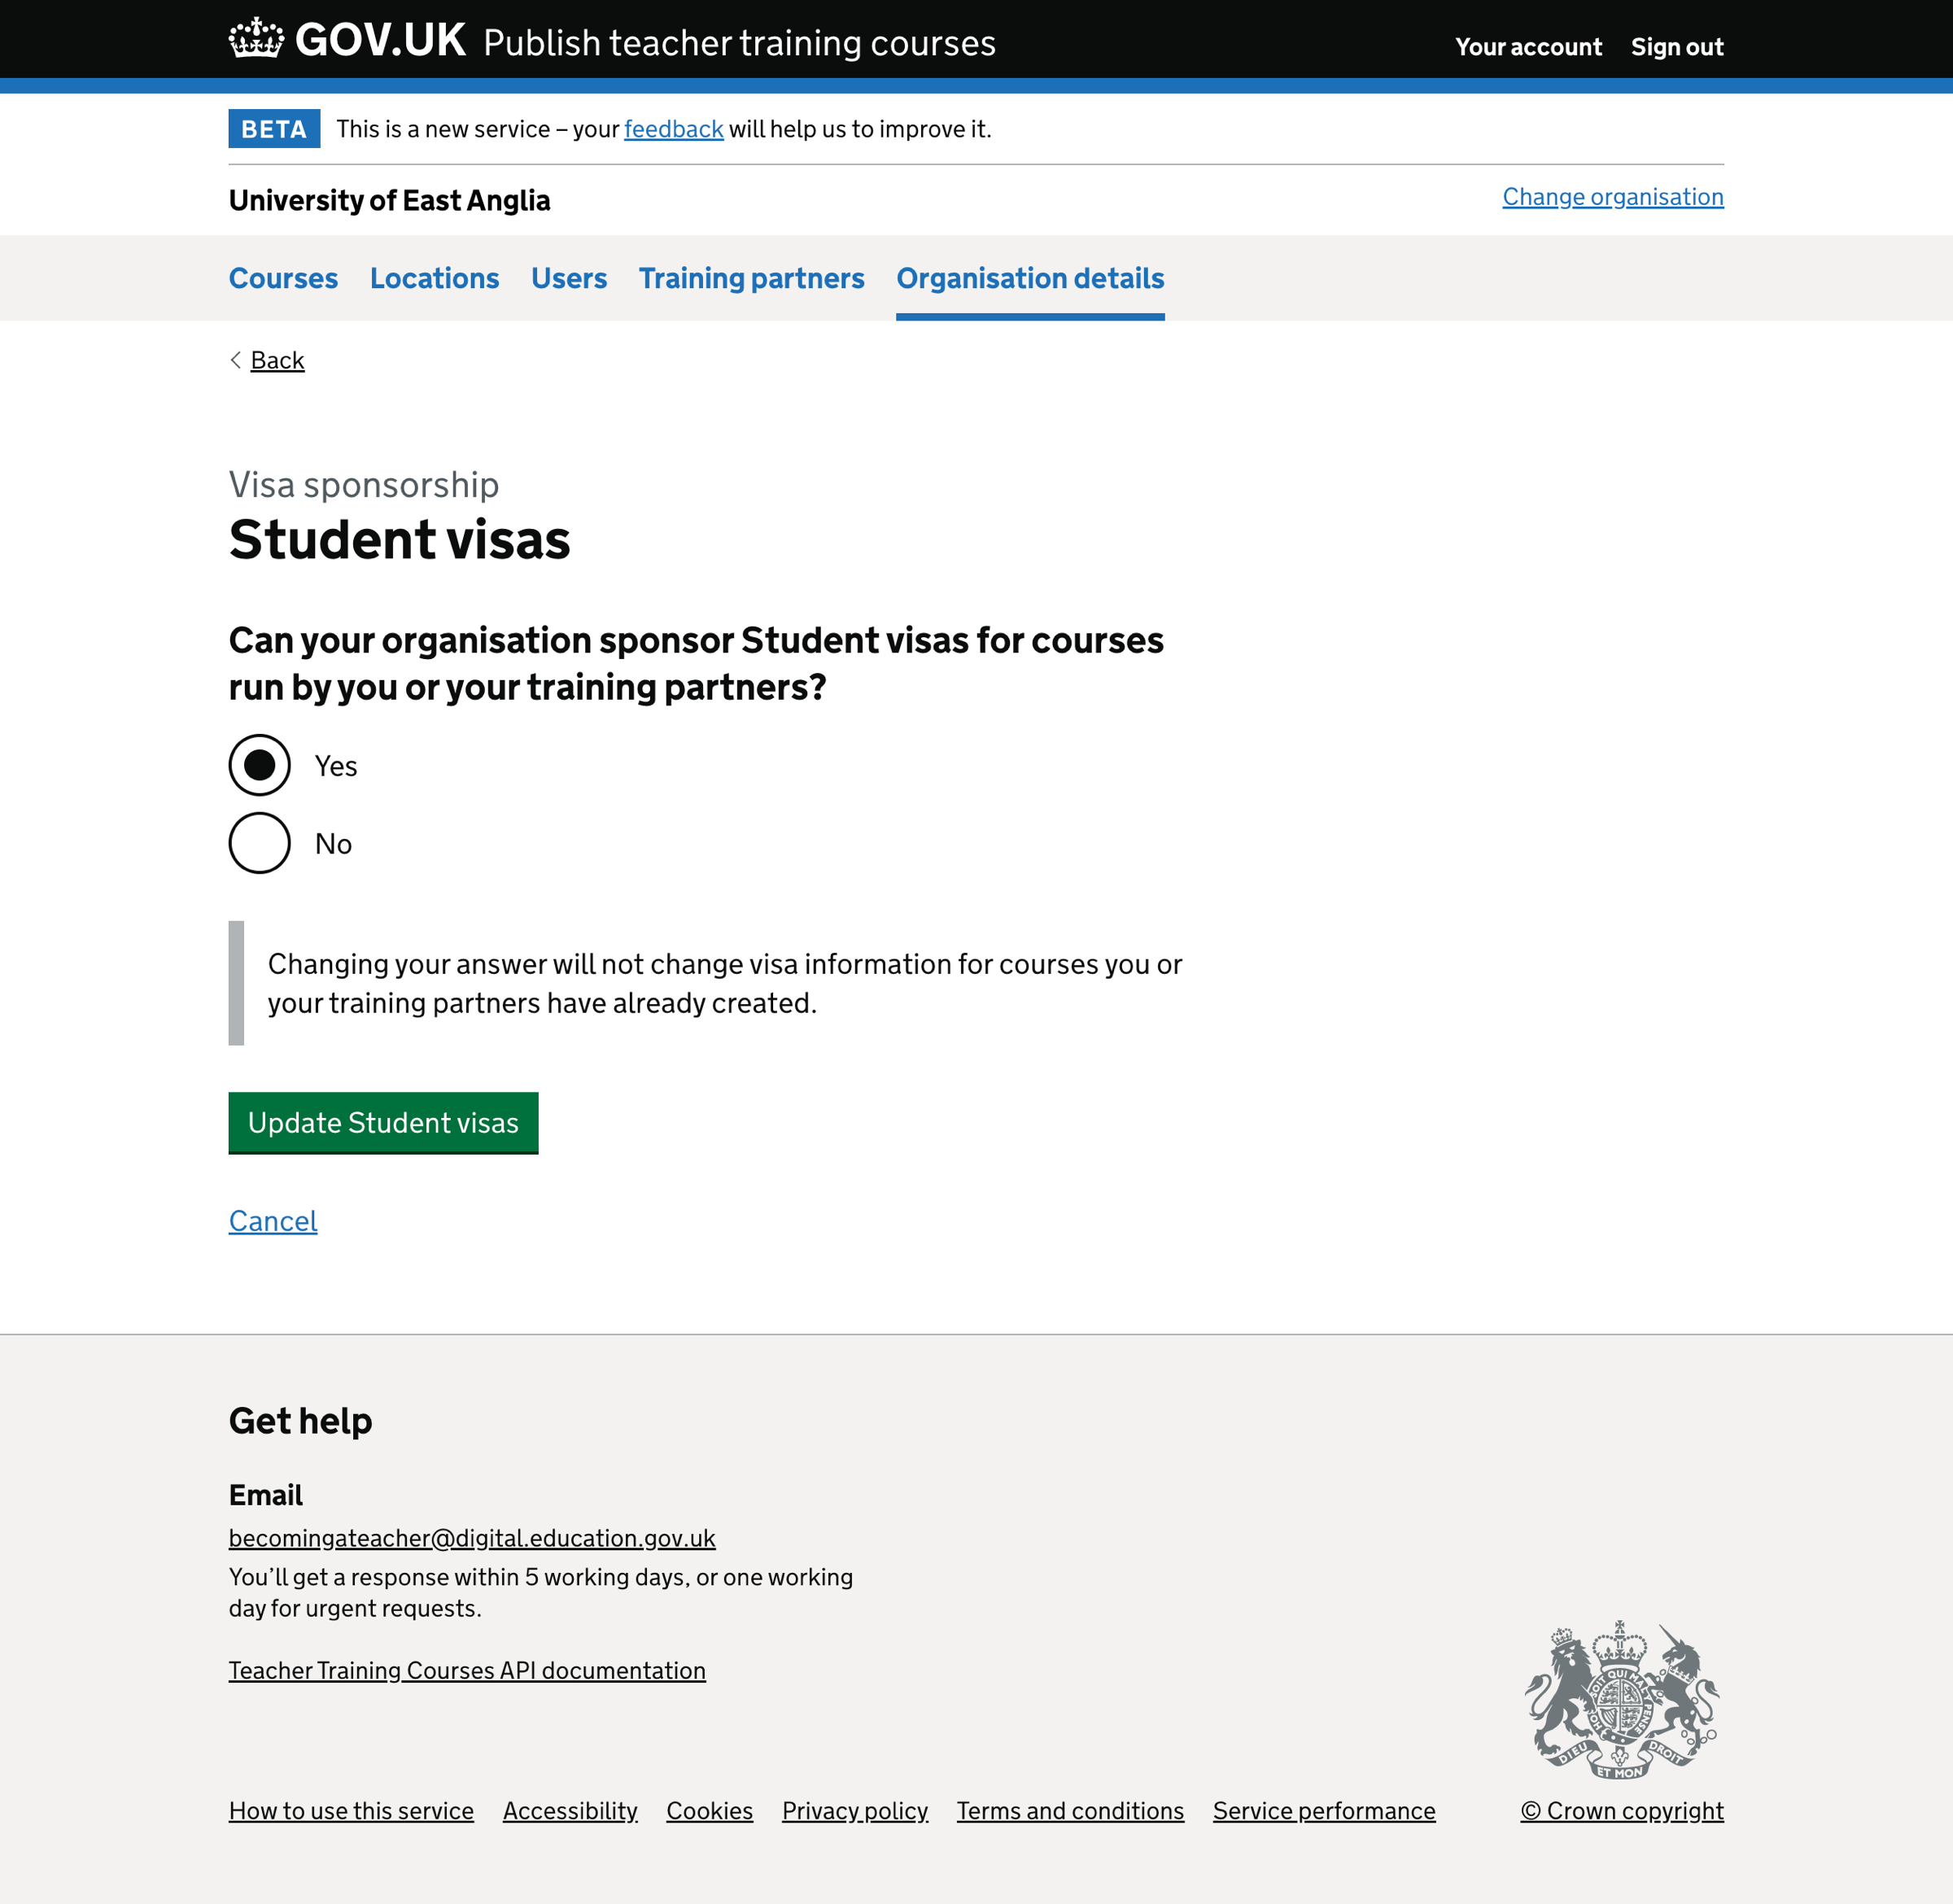 GOV.UK Publish teacher training courses
Your account Sign out
BETA This is a new service – your feedback will help us to improve it.
University of East Anglia
Change organisation
Courses Locations Users Training partners Organisation details
Back
Visa sponsorship
Student visas
Can your organisation sponsor Student visas for courses
run by you or your training partners?
Yes
No
Changing your answer will not change visa information for courses you or
your training partners have already created.
Update Student visas
Cancel
Get help
Email
becomingateacher@digital.education.gov.uk
You’ll get a response within 5 working days, or one working
day for urgent requests.
Teacher Training Courses API documentation
DIEU ET MON DROIT
How to use this service Accessibility Cookies Privacy policy Terms and conditions Service performance
© Crown copyright